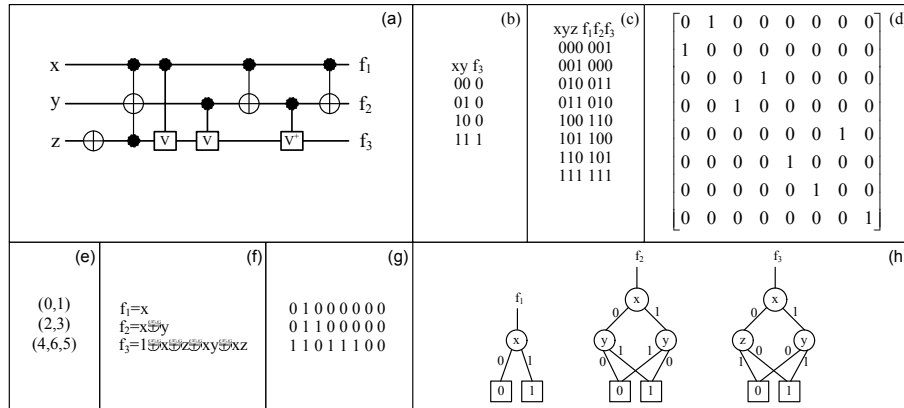 (a)
x f₁
y f₂
z V V V⁺ f₃
(b)
xy f₃
00 0
01 0
10 0
11 1
(c)
xyz f₁f₂f₃
000 001
001 000
010 011
011 010
100 110
101 100
110 101
111 111
(d)
0 1 0 0 0 0 0 0
1 0 0 0 0 0 0 0
0 0 0 1 0 0 0 0
0 0 1 0 0 0 0 0
0 0 0 0 0 0 1 0
0 0 0 0 1 0 0 0
0 0 0 0 0 1 0 0
0 0 0 0 0 0 0 1
(e)
(0,1)
(2,3)
(4,6,5)
(f)
f₁=x
f₂=x y
f₃=1 x z xy xz
(g)
0 1 0 0 0 0 0 0
0 1 1 0 0 0 0 0
1 1 0 1 1 1 0 0
(h)
f₁
x
0 1
0 1
f₂
x
0 1
y y
0 1 1 0
0 1
f₃
x
0 1
z y
1 0 0 1
0 1